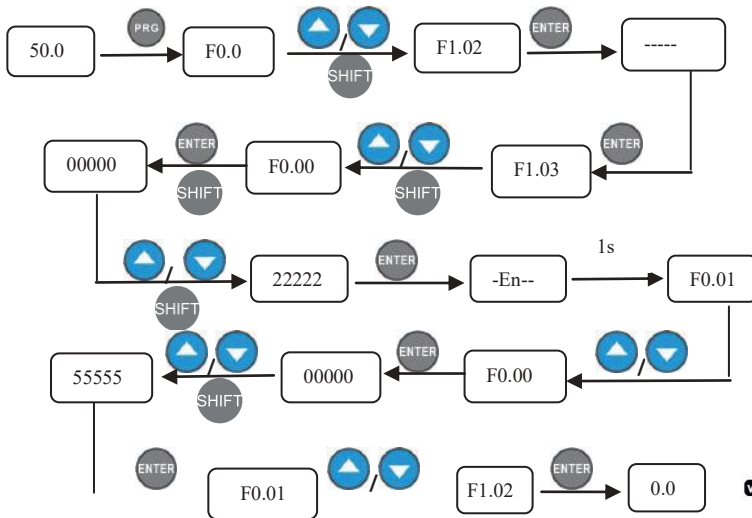 50.0 PRG F0.0 / SHIFT F1.02 ENTER -----
00000 ENTER SHIFT F0.00 / SHIFT F1.03 ENTER
/ SHIFT 22222 ENTER -En-- 1s F0.01
55555 / SHIFT 00000 ENTER F0.00 /
ENTER F0.01 / F1.02 ENTER 0.0